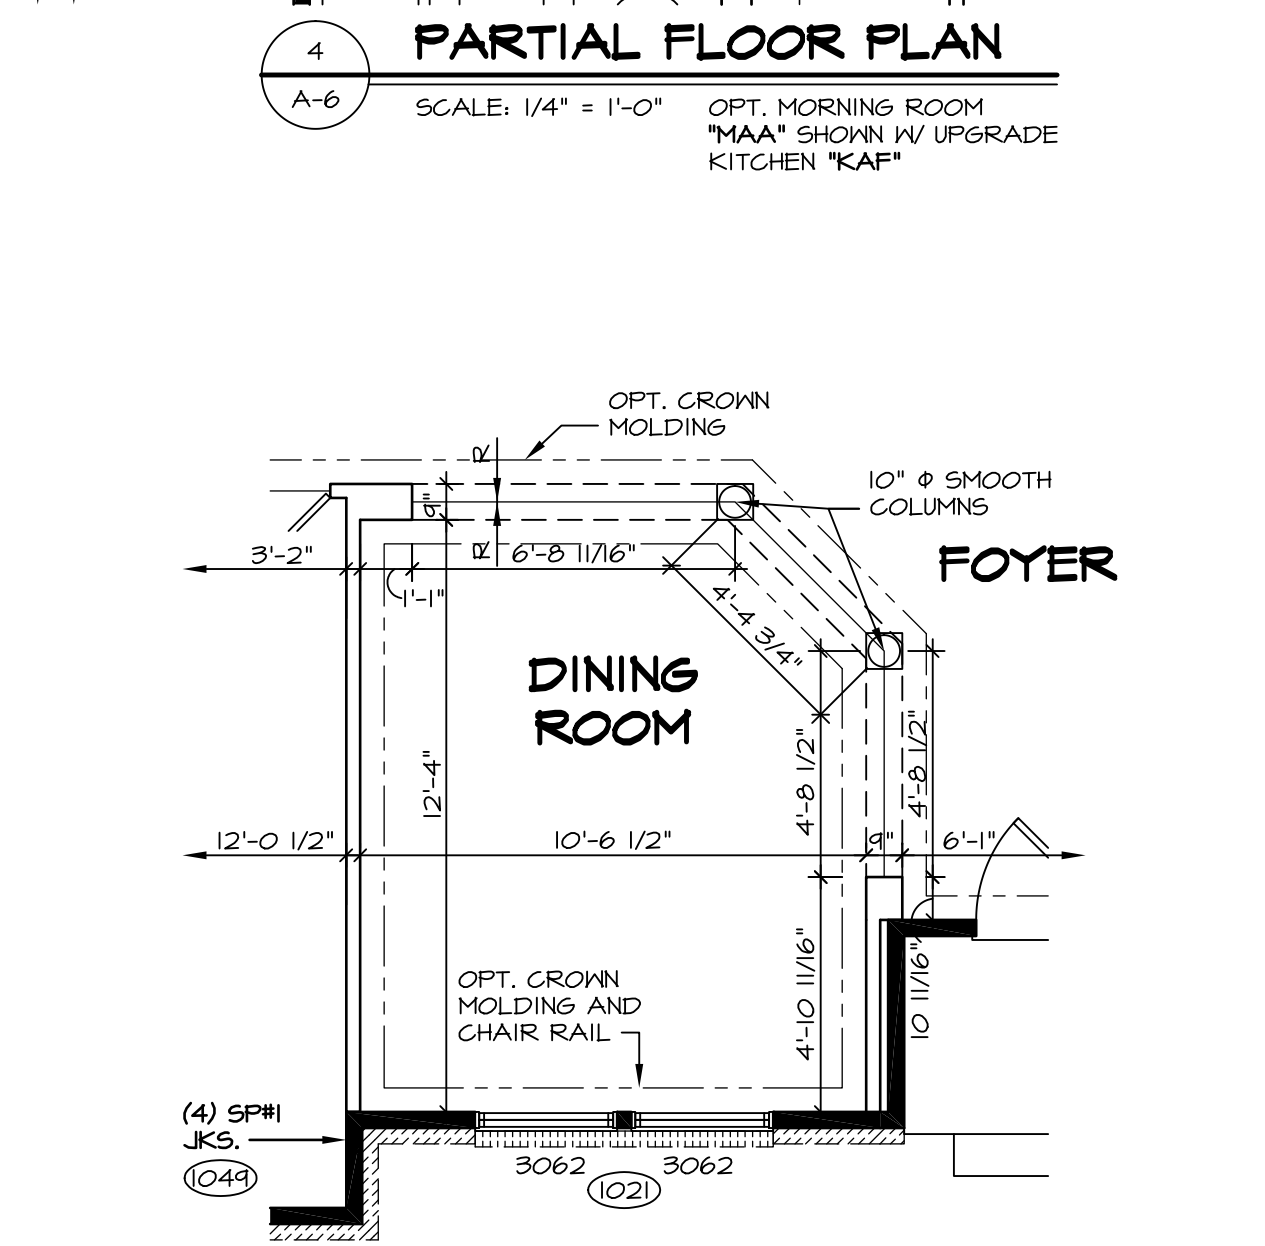 4
PARTIAL FLOOR PLAN
A-6
SCALE: 1/4" = 1'-0"
OPT. MORNING ROOM
"MAA" SHOWN W/ UPGRADE
KITCHEN "KAF"
OPT. CROWN
MOLDING
R
9"
10" Φ SMOOTH
COLUMNS
3'-2"
R
6'-8 11/16"
FOYER
1'-1"
4'-4 3/4"
DINING
ROOM
12'-4"
4'-8 1/2"
4'-8 1/2"
12'-0 1/2"
10'-6 1/2"
9"
6'-1"
OPT. CROWN
MOLDING AND
CHAIR RAIL
4'-10 11/16"
10 11/16"
(4) SP#1
JKS.
1049
3062
3062
1021